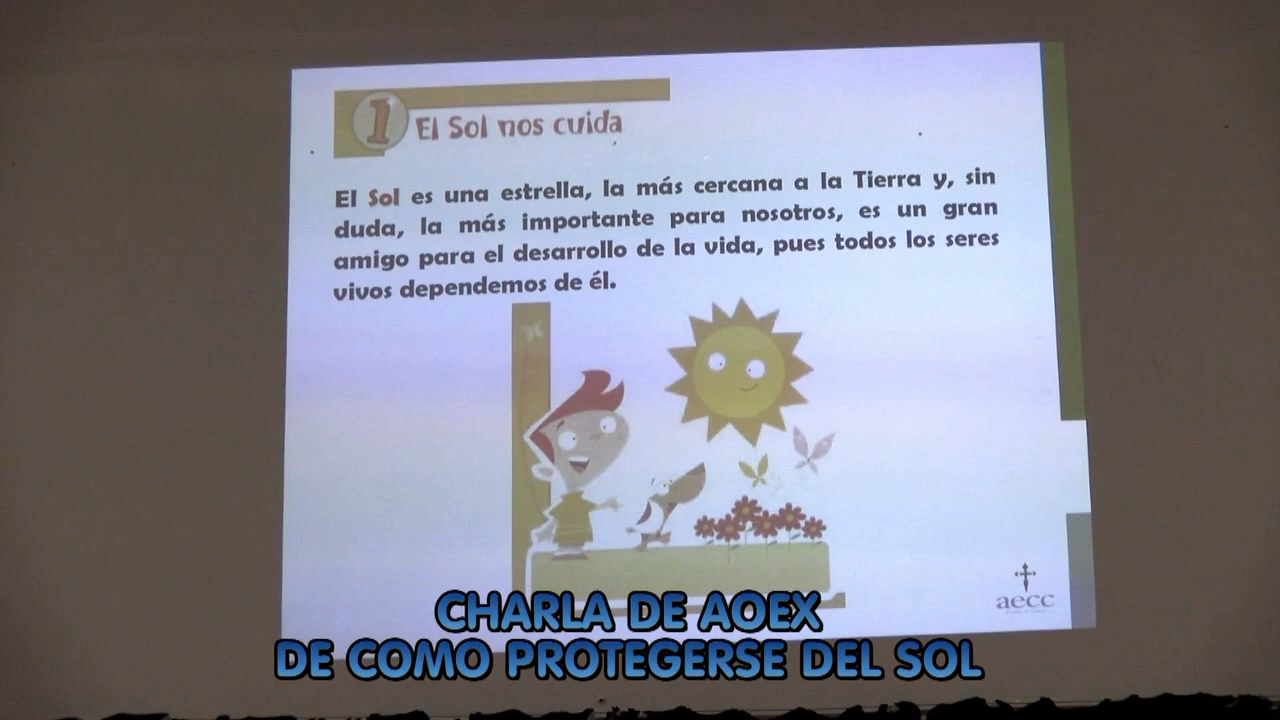 1 El Sol nos cuida
El Sol es una estrella, la más cercana a la Tierra y, sin
duda, la más importante para nosotros, es un gran
amigo para el desarrollo de la vida, pues todos los seres
vivos dependemos de él.
aecc
CHARLA DE AOEX
DE COMO PROTEGERSE DEL SOL